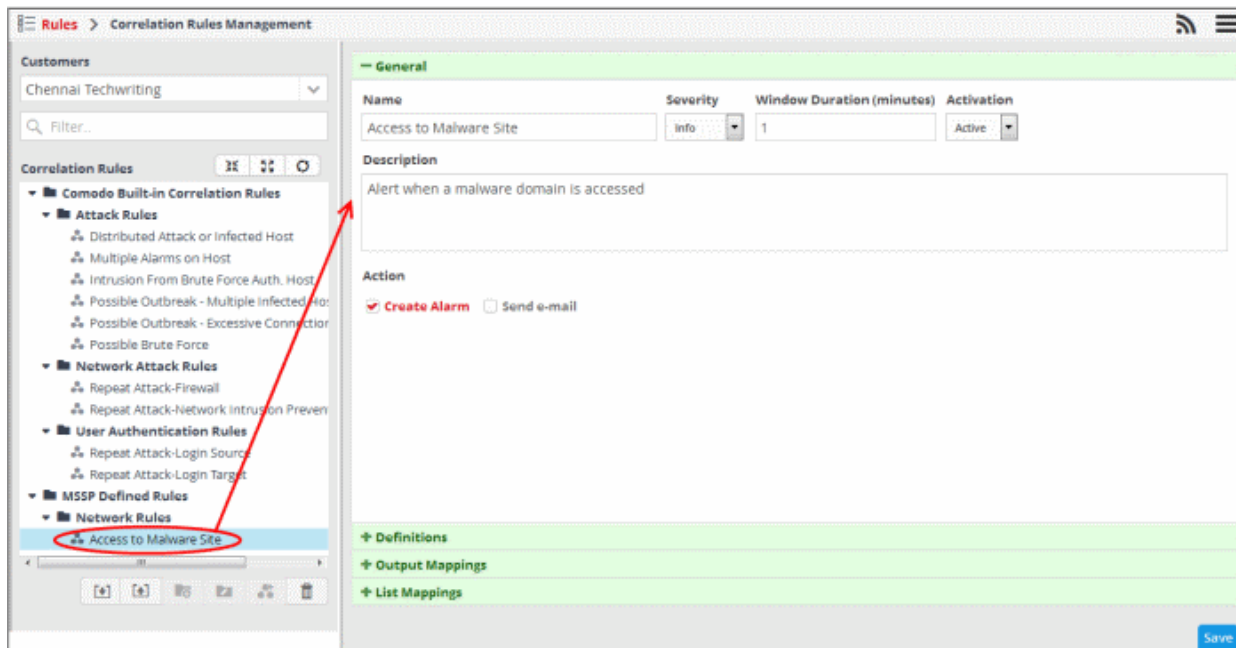 Rules > Correlation Rules Management
Customers
Chennai Techwriting
Filter..
Correlation Rules
Comodo Built-in Correlation Rules
Attack Rules
Distributed Attack or Infected Host
Multiple Alarms on Host
Intrusion From Brute Force Auth. Host
Possible Outbreak - Multiple Infected Hos
Possible Outbreak - Excessive Connection
Possible Brute Force
Network Attack Rules
Repeat Attack-Firewall
Repeat Attack-Network Intrusion Preven
User Authentication Rules
Repeat Attack-Login Source
Repeat Attack-Login Target
MSSP Defined Rules
Network Rules
Access to Malware Site
General
Name Severity Window Duration (minutes) Activation
Access to Malware Site Info 1 Active
Description
Alert when a malware domain is accessed
Action
Create Alarm Send e-mail
Definitions
Output Mappings
List Mappings
Save